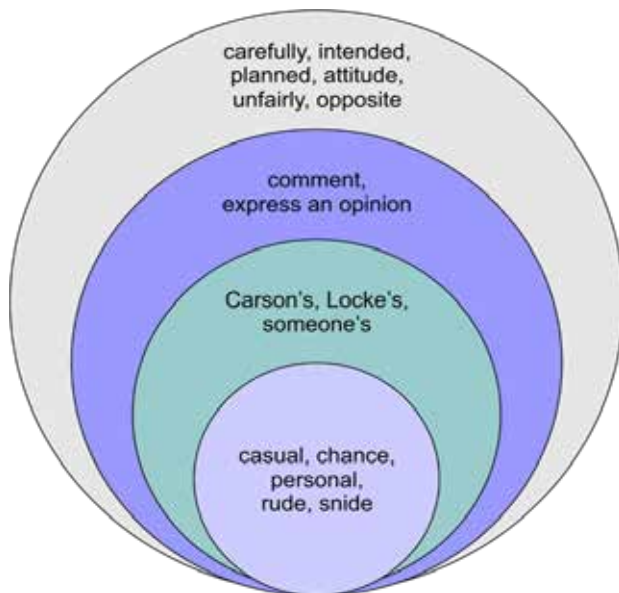 carefully, intended,
planned, attitude,
unfairly, opposite
comment,
express an opinion
Carson's, Locke's,
someone's
casual, chance,
personal,
rude, snide